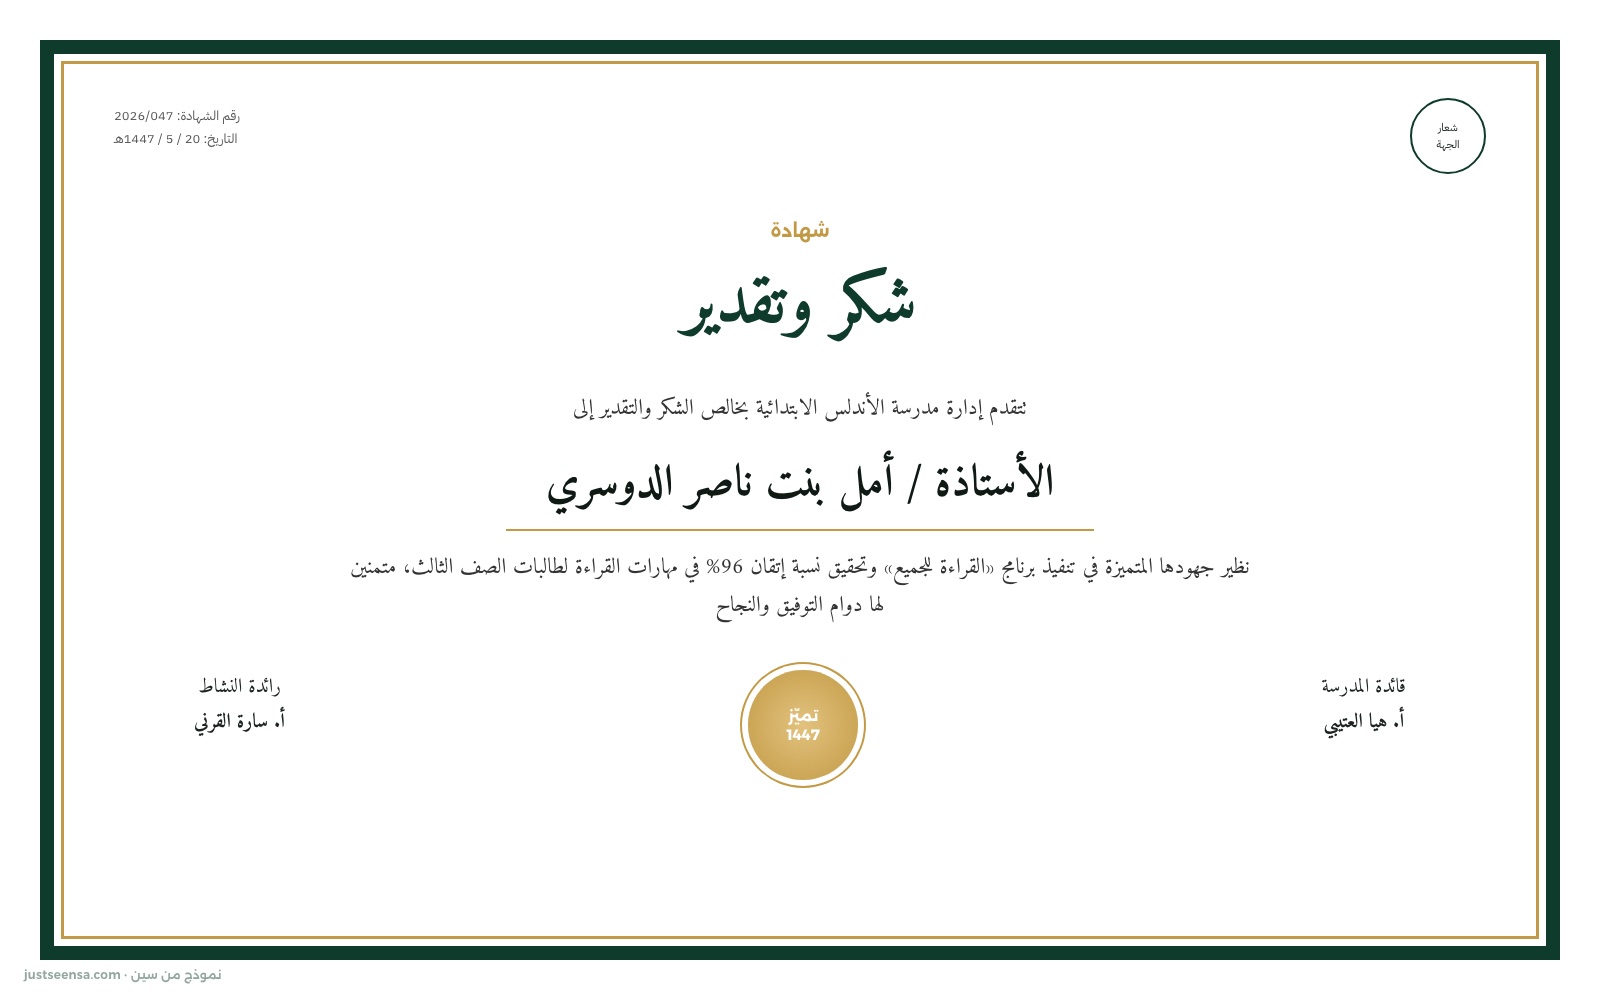 شعار
الجهة
رقم الشهادة: 2026/047
التاريخ: 20 / 5 / 1447هـ
شهادة
شكر وتقدير
تتقدم إدارة مدرسة الأندلس الابتدائية بخالص الشكر والتقدير إلى
الأستاذة / أمل بنت ناصر الدوسري
نظير جهودها المتميزة في تنفيذ برنامج «القراءة للجميع» وتحقيق نسبة إتقان 96% في مهارات القراءة لطالبات الصف الثالث، متمنين
لها دوام التوفيق والنجاح
قائدة المدرسة
أ. هيا العتيبي
تميّز
1447
رائدة النشاط
أ. سارة القرني
نموذج من سين · justseensa.com